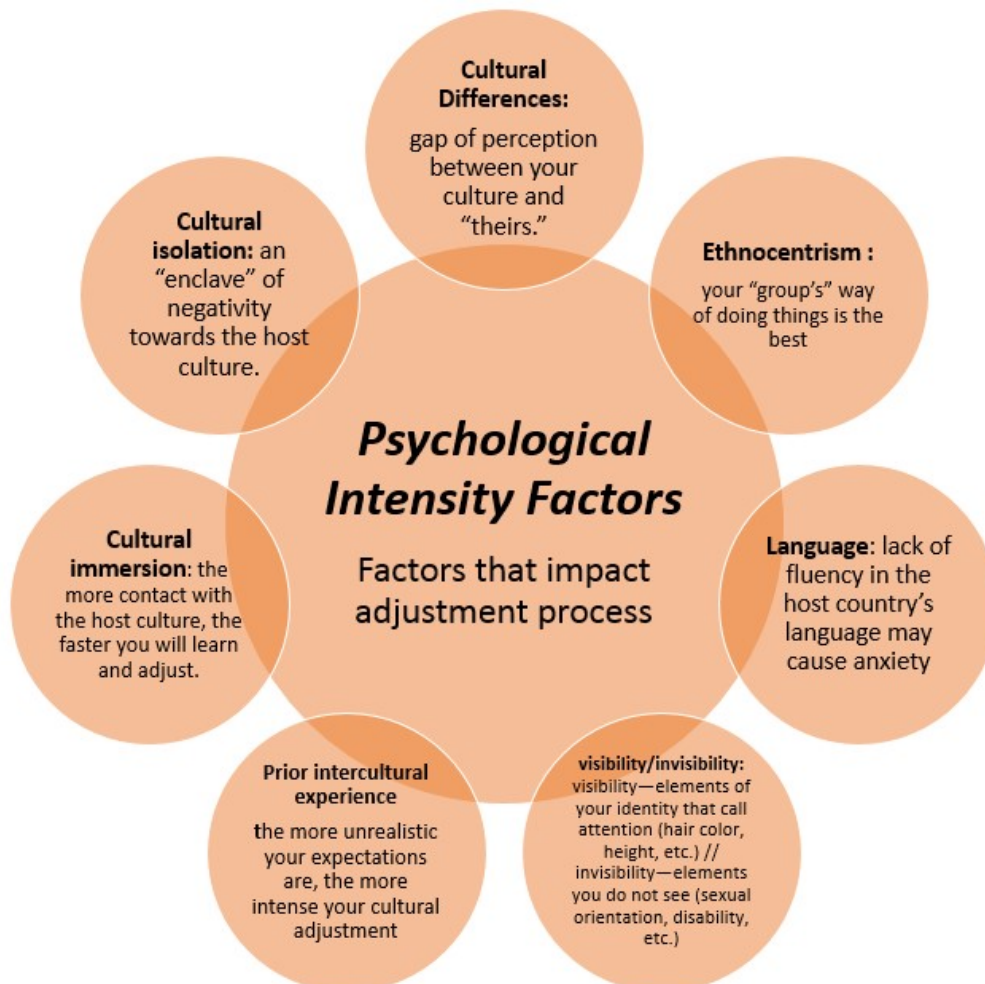 Cultural
Differences:
gap of perception
between your
culture and
“theirs.”
Ethnocentrism :
your “group’s” way
of doing things is the
best
Language: lack of
fluency in the
host country’s
language may
cause anxiety
visibility/invisibility:
visibility—elements of
your identity that call
attention (hair color,
height, etc.) //
invisibility—elements
you do not see (sexual
orientation, disability,
etc.)
Prior intercultural
experience
the more unrealistic
your expectations
are, the more
intense your cultural
adjustment
Cultural
immersion: the
more contact with
the host culture, the
faster you will learn
and adjust.
Cultural
isolation: an
“enclave” of
negativity
towards the host
culture.
Psychological
Intensity Factors
Factors that impact
adjustment process